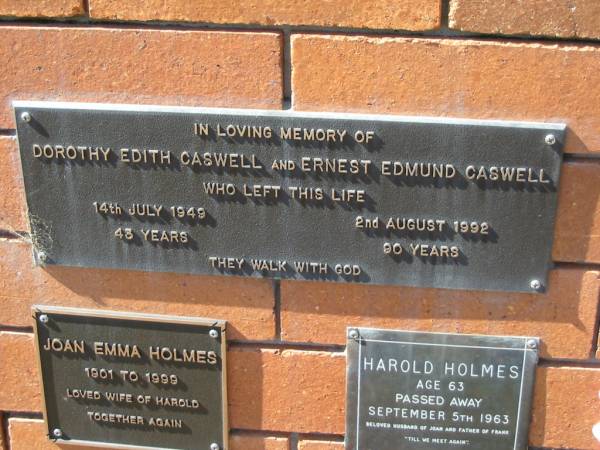 IN LOVING MEMORY OF
DOROTHY EDITH CASWELL AND ERNEST EDMUND CASWELL
WHO LEFT THIS LIFE
14th JULY 1949
43 YEARS
2nd AUGUST 1992
90 YEARS
THEY WALK WITH GOD
JOAN EMMA HOLMES
1901 TO 1999
LOVED WIFE OF HAROLD
TOGETHER AGAIN
HAROLD HOLMES
AGE 63
PASSED AWAY
SEPTEMBER 5TH 1963
BELOVED HUSBAND OF JOAN AND FATHER OF FRANK
"TILL WE MEET AGAIN".